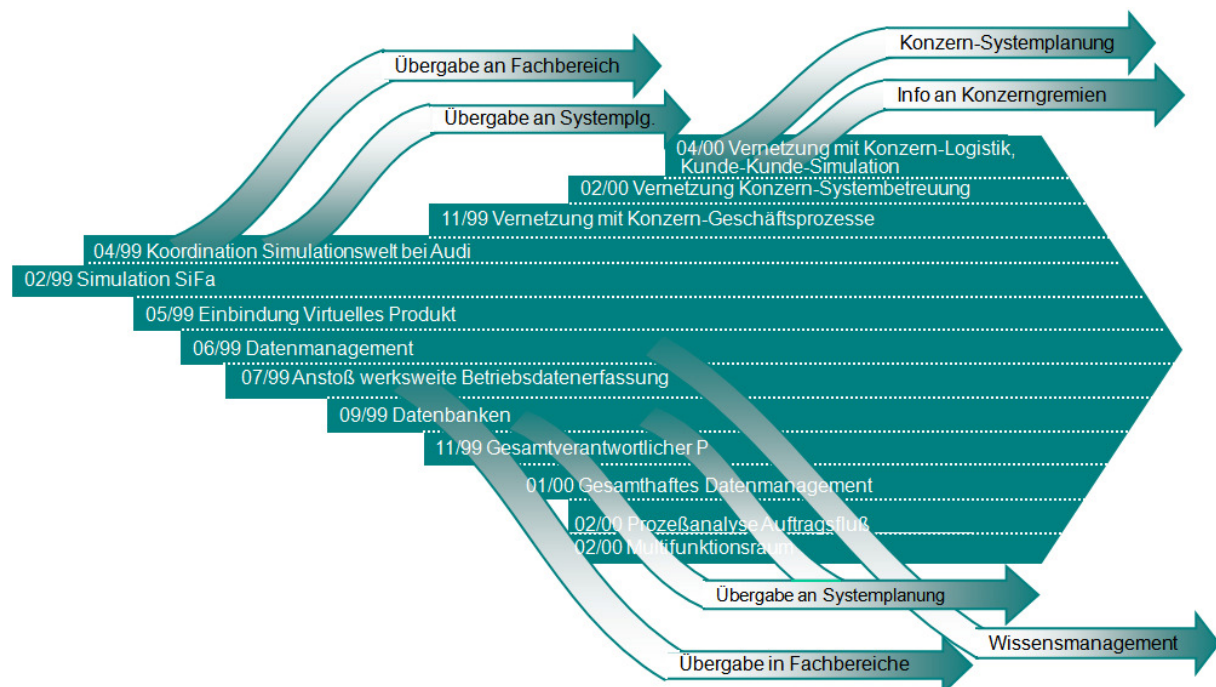 Konzern-Systemplanung
Übergabe an Fachbereich
Info an Konzerngremien
Übergabe an Systemplg.
04/00 Vernetzung mit Konzern-Logistik,
Kunde-Kunde-Simulation
02/00 Vernetzung Konzern-Systembetreuung
11/99 Vernetzung mit Konzern-Geschäftsprozesse
04/99 Koordination Simulationswelt bei Audi
02/99 Simulation SiFa
05/99 Einbindung Virtuelles Produkt
06/99 Datenmanagement
07/99 Anstoß werksweite Betriebsdatenerfassung
09/99 Datenbanken
11/99 Gesamtverantwortlicher P
01/00 Gesamthaftes Datenmanagement
02/00 Prozeßanalyse Auftragsfluß
02/00 Multifunktionsraum
Übergabe an Systemplanung
Wissensmanagement
Übergabe in Fachbereiche